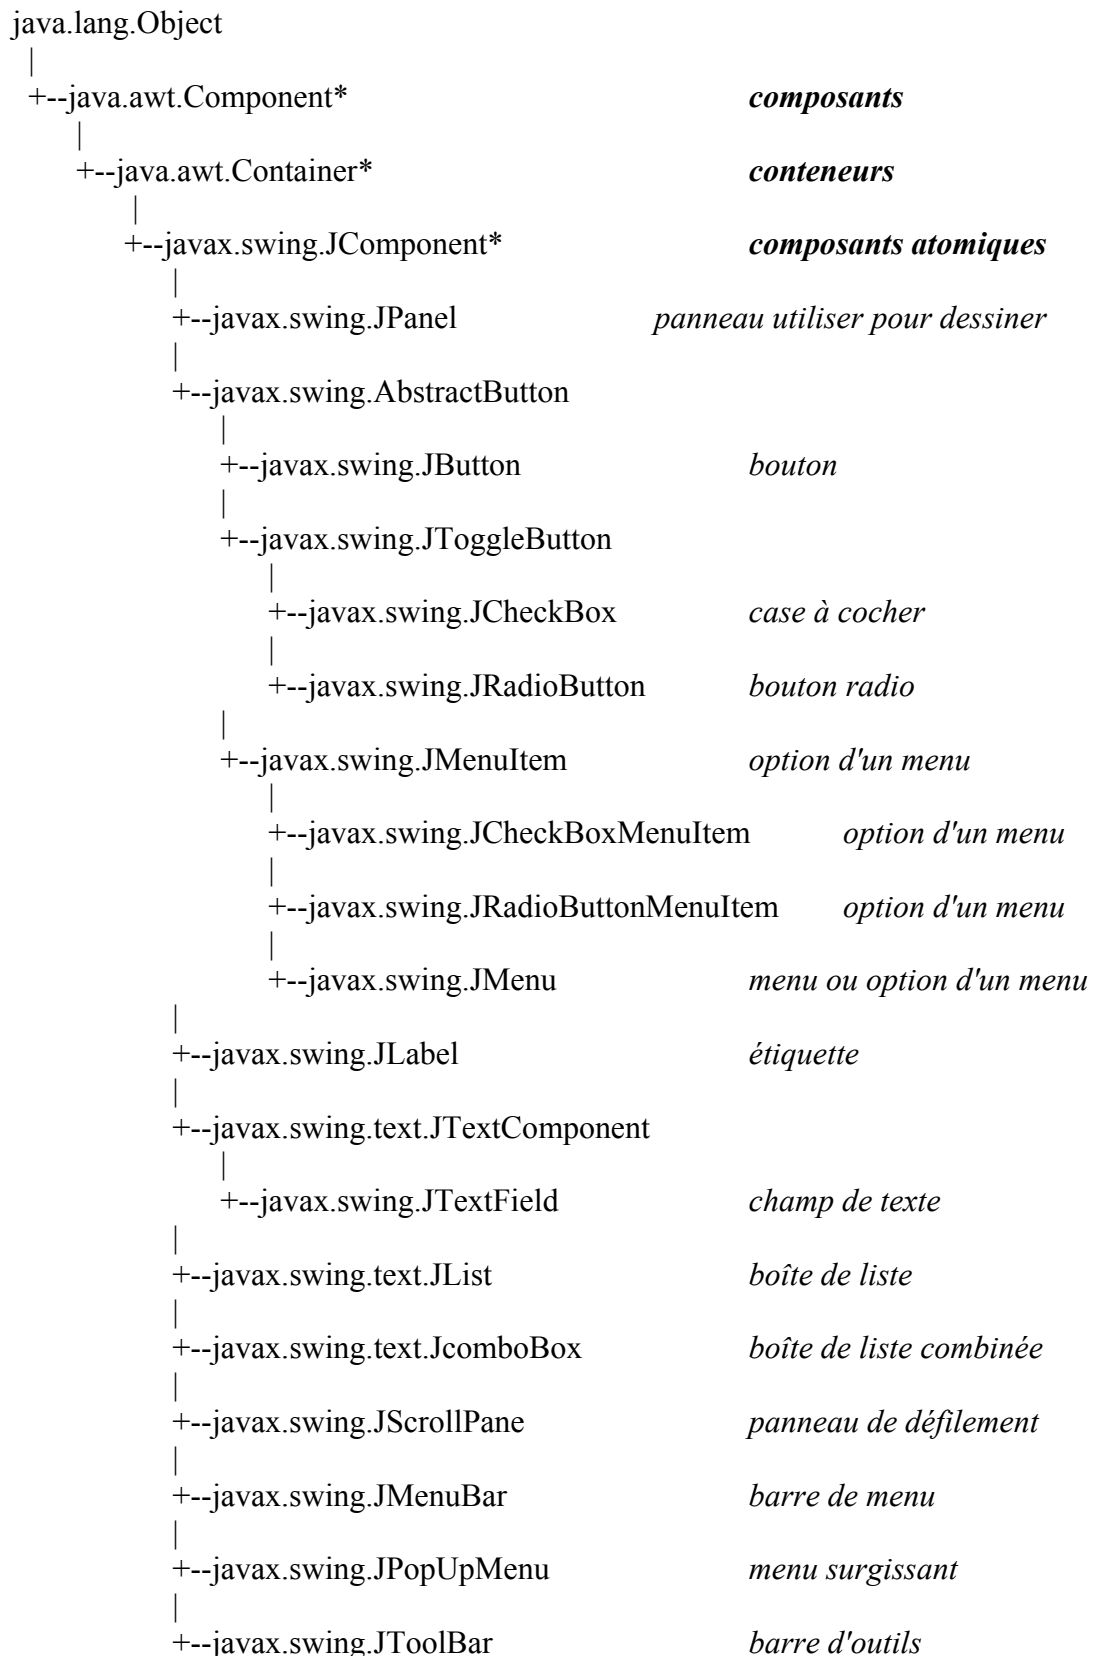 java.lang.Object
|
+--java.awt.Component* composants
|
+--java.awt.Container* conteneurs
|
+--javax.swing.JComponent* composants atomiques
|
+--javax.swing.JPanel panneau utiliser pour dessiner
|
+--javax.swing.AbstractButton
|
+--javax.swing.JButton bouton
|
+--javax.swing.JToggleButton
|
+--javax.swing.JCheckBox case à cocher
|
+--javax.swing.JRadioButton bouton radio
|
+--javax.swing.JMenuItem option d'un menu
|
+--javax.swing.JCheckBoxMenuItem option d'un menu
|
+--javax.swing.JRadioButtonMenuItem option d'un menu
|
+--javax.swing.JMenu menu ou option d'un menu
|
+--javax.swing.JLabel étiquette
|
+--javax.swing.text.JTextComponent
|
+--javax.swing.JTextField champ de texte
|
+--javax.swing.text.JList boîte de liste
|
+--javax.swing.text.JcomboBox boîte de liste combinée
|
+--javax.swing.JScrollPane panneau de défilement
|
+--javax.swing.JMenuBar barre de menu
|
+--javax.swing.JPopUpMenu menu surgissant
|
+--javax.swing.JToolBar barre d'outils